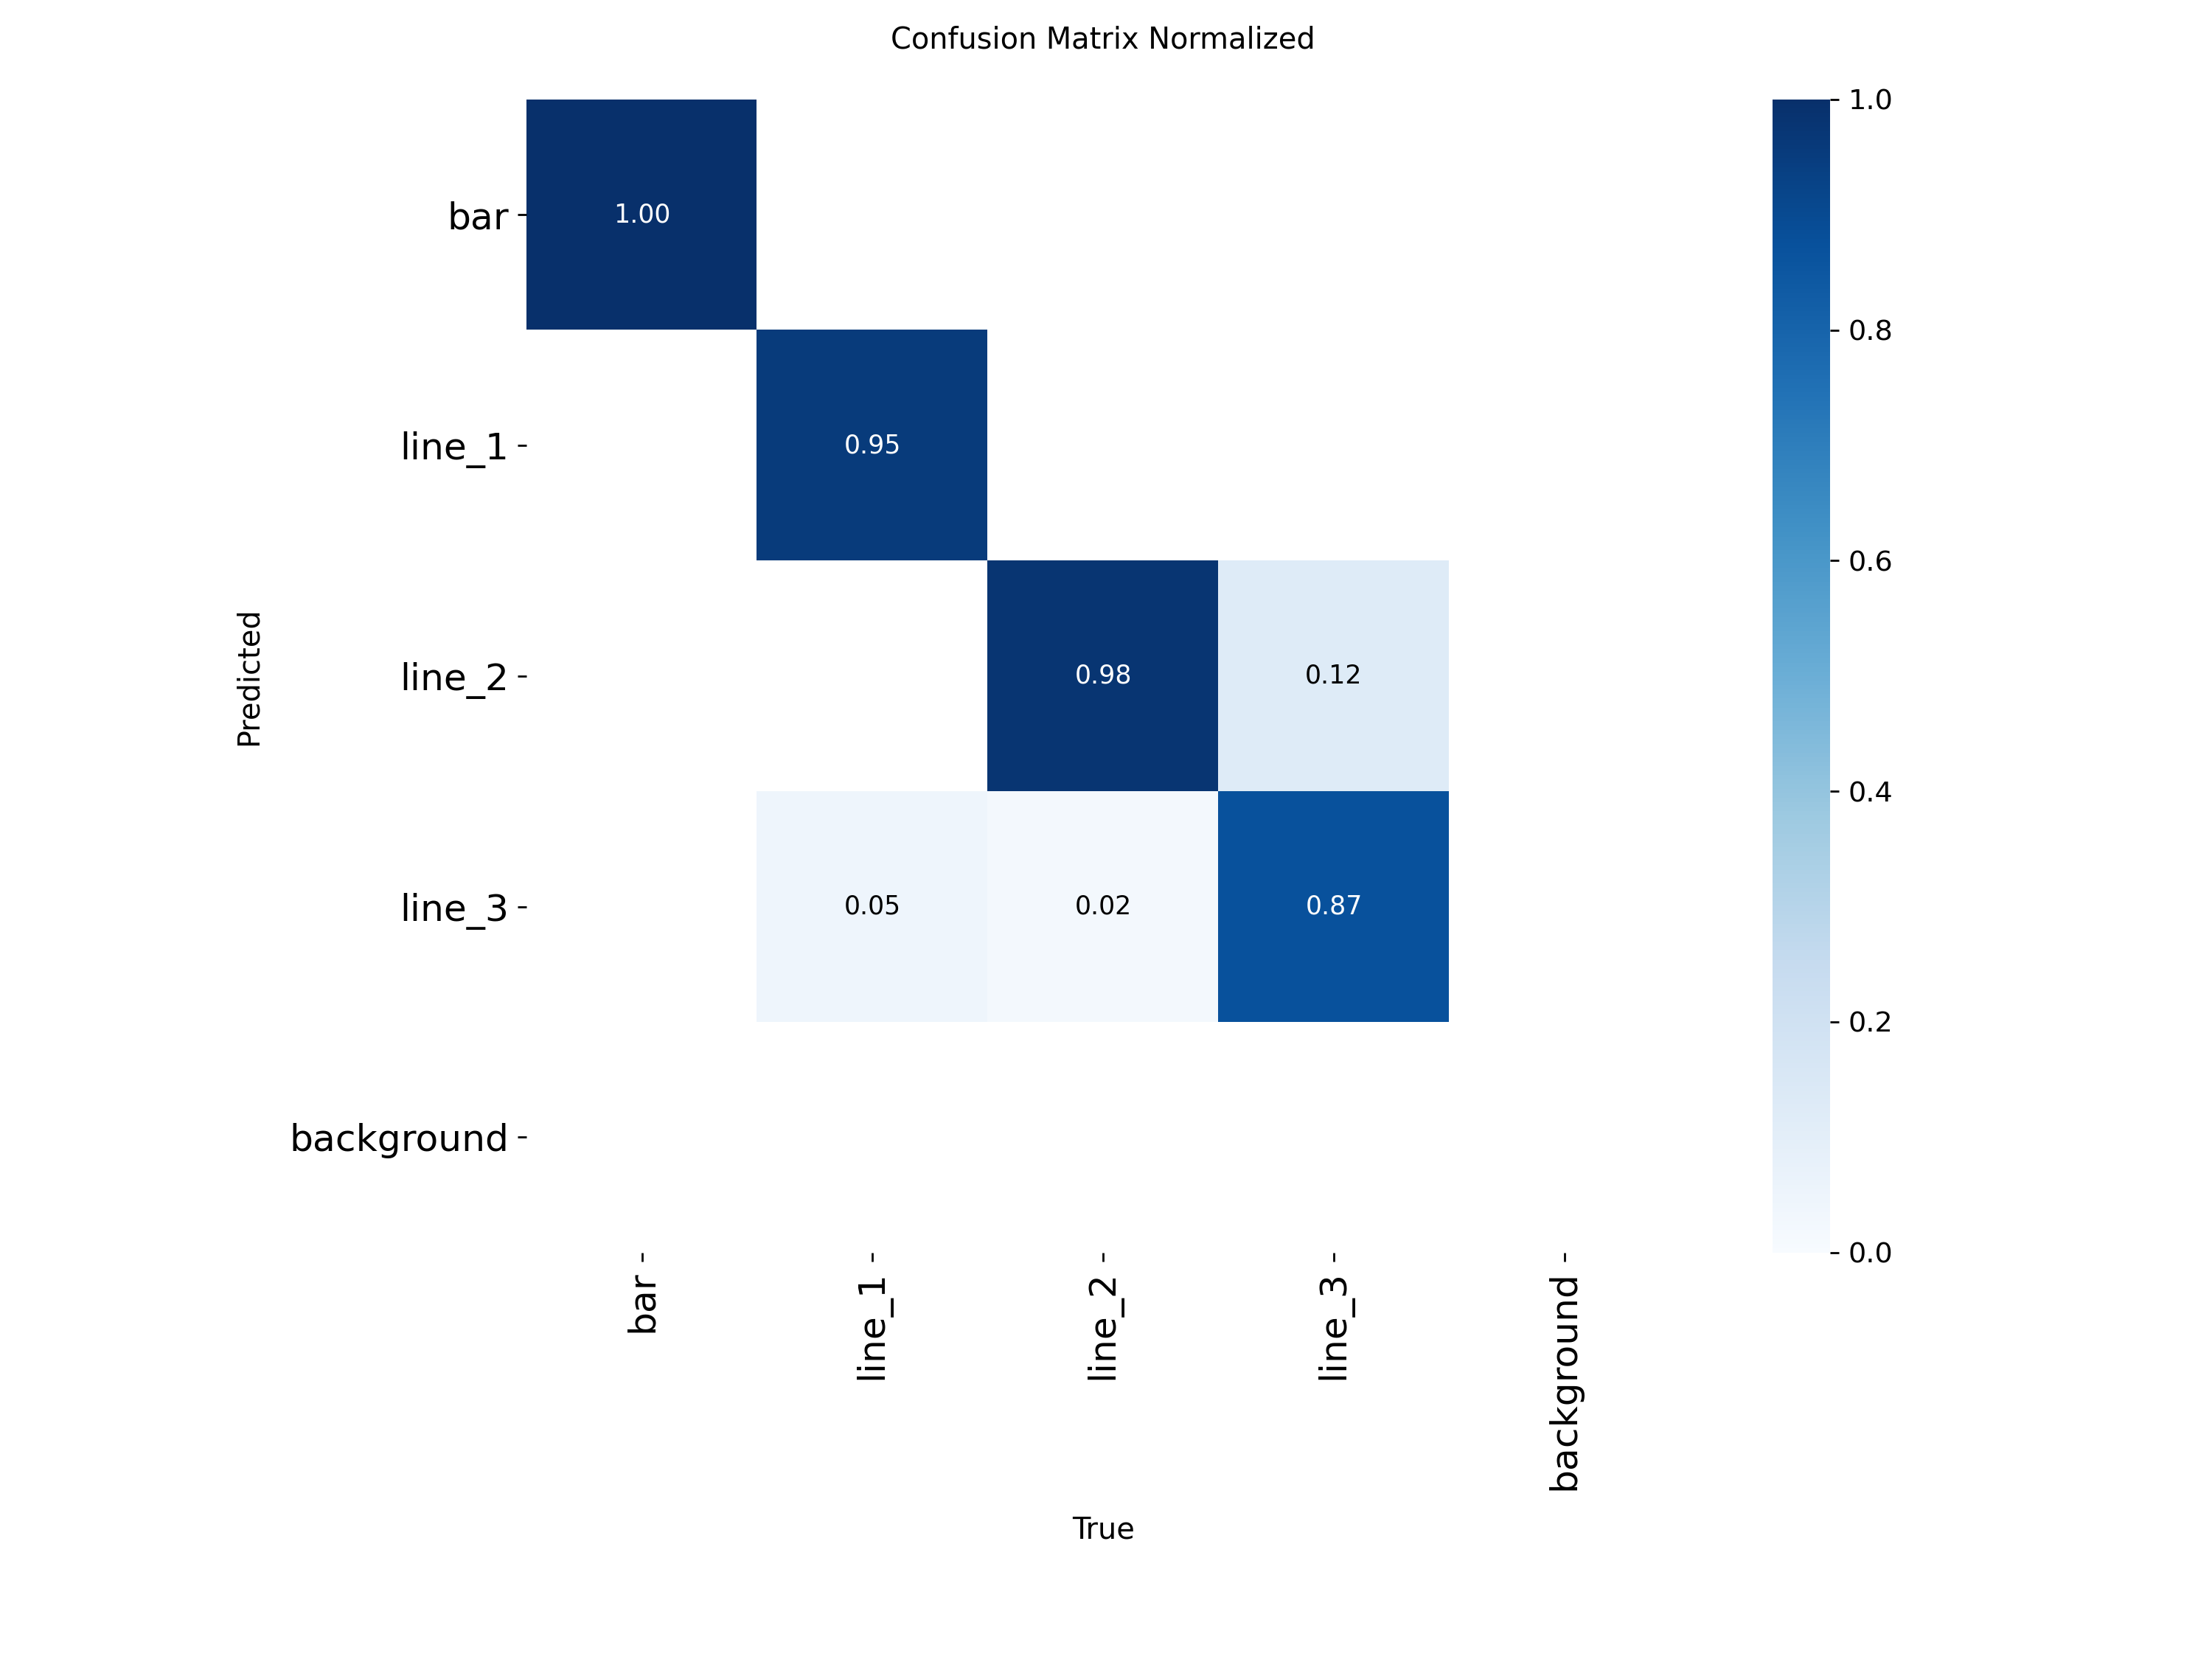 Confusion Matrix Normalized
1.0
bar
1.00
0.8
line_1
0.95
0.6
Predicted
line_2
0.98
0.12
0.4
line_3
0.05
0.02
0.87
0.2
background
0.0
bar
line_1
line_2
line_3
background
True